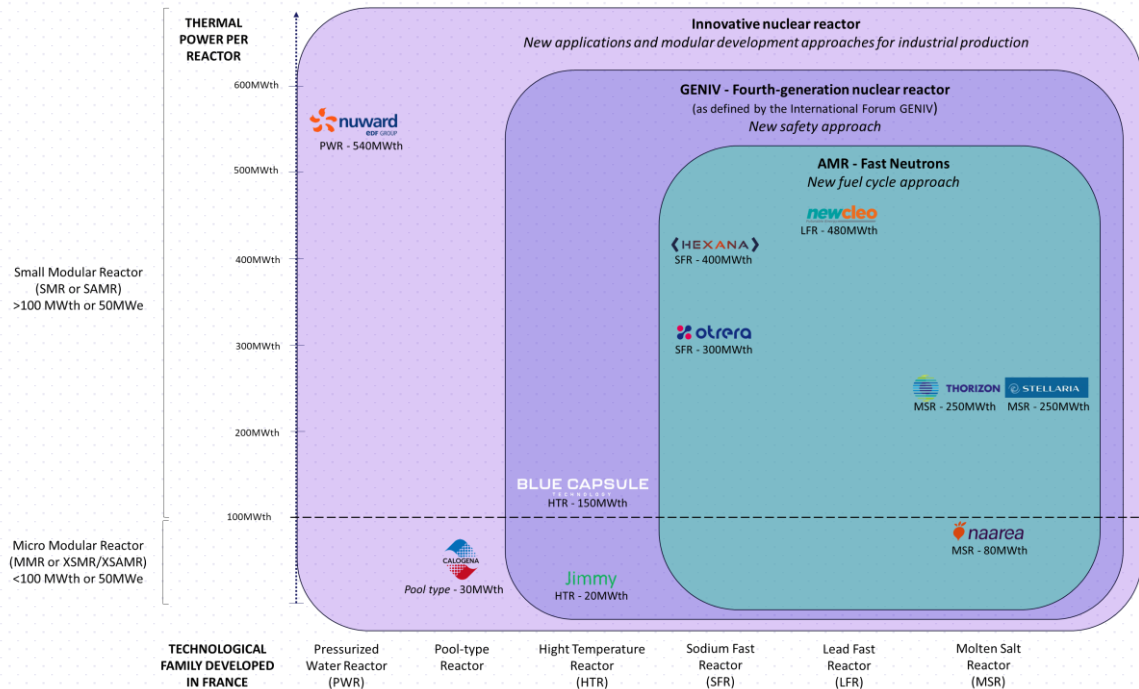 THERMAL
POWER PER
REACTOR
Innovative nuclear reactor
New applications and modular development approaches for industrial production
600MWth
GENIV - Fourth-generation nuclear reactor
(as defined by the International Forum GENIV)
New safety approach
nuward
EDF GROUP
PWR - 540MWth
500MWth
AMR - Fast Neutrons
New fuel cycle approach
newcleo
LFR - 480MWth
HEXANA
SFR - 400MWth
400MWth
Small Modular Reactor
(SMR or SAMR)
>100 MWth or 50MWe
otrera
SFR - 300MWth
300MWth
THORIZON
MSR - 250MWth
STELLARIA
MSR - 250MWth
200MWth
BLUE CAPSULE
TECHNOLOGY
HTR - 150MWth
100MWth
Micro Modular Reactor
(MMR or XSMR/XSAMR)
<100 MWth or 50MWe
naarea
MSR - 80MWth
CALOGENA
Pool type - 30MWth
Jimmy
HTR - 20MWth
TECHNOLOGICAL
FAMILY DEVELOPED
IN FRANCE
Pressurized
Water Reactor
(PWR)
Pool-type
Reactor
Hight Temperature
Reactor
(HTR)
Sodium Fast
Reactor
(SFR)
Lead Fast
Reactor
(LFR)
Molten Salt
Reactor
(MSR)